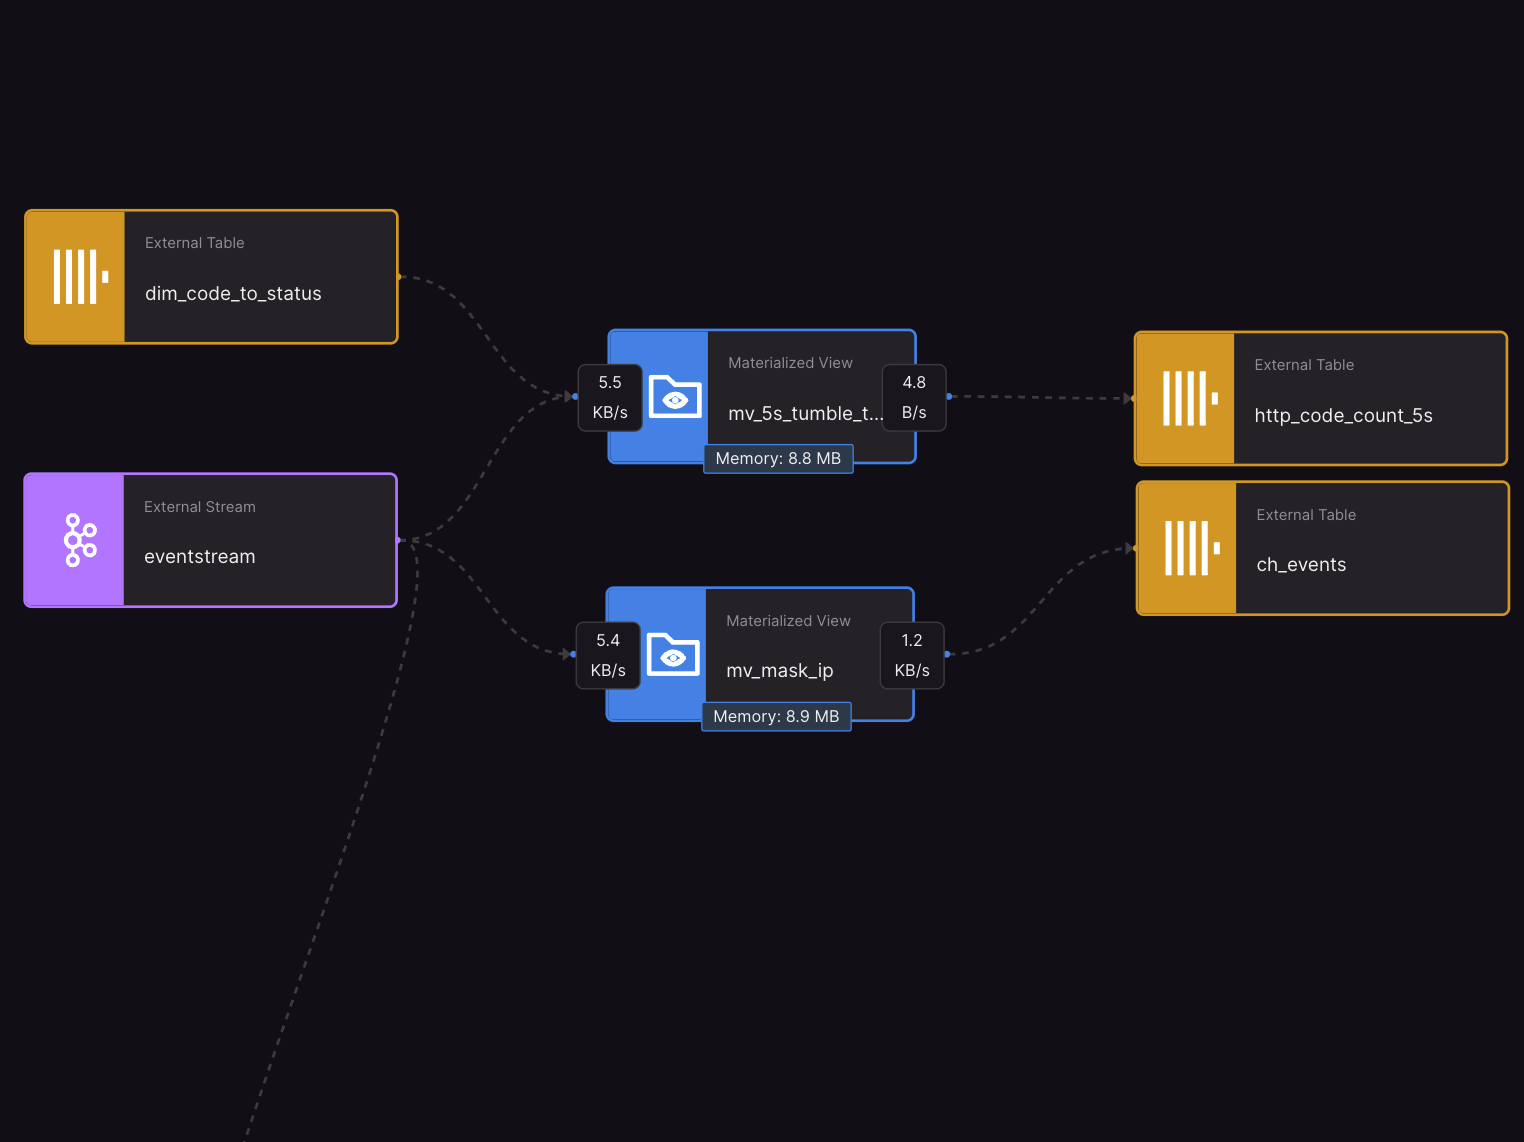 External Table
dim_code_to_status
External Stream
eventstream
5.5
KB/s
Materialized View
mv_5s_tumble_t...
4.8
B/s
Memory: 8.8 MB
5.4
KB/s
Materialized View
mv_mask_ip
1.2
KB/s
Memory: 8.9 MB
External Table
http_code_count_5s
External Table
ch_events